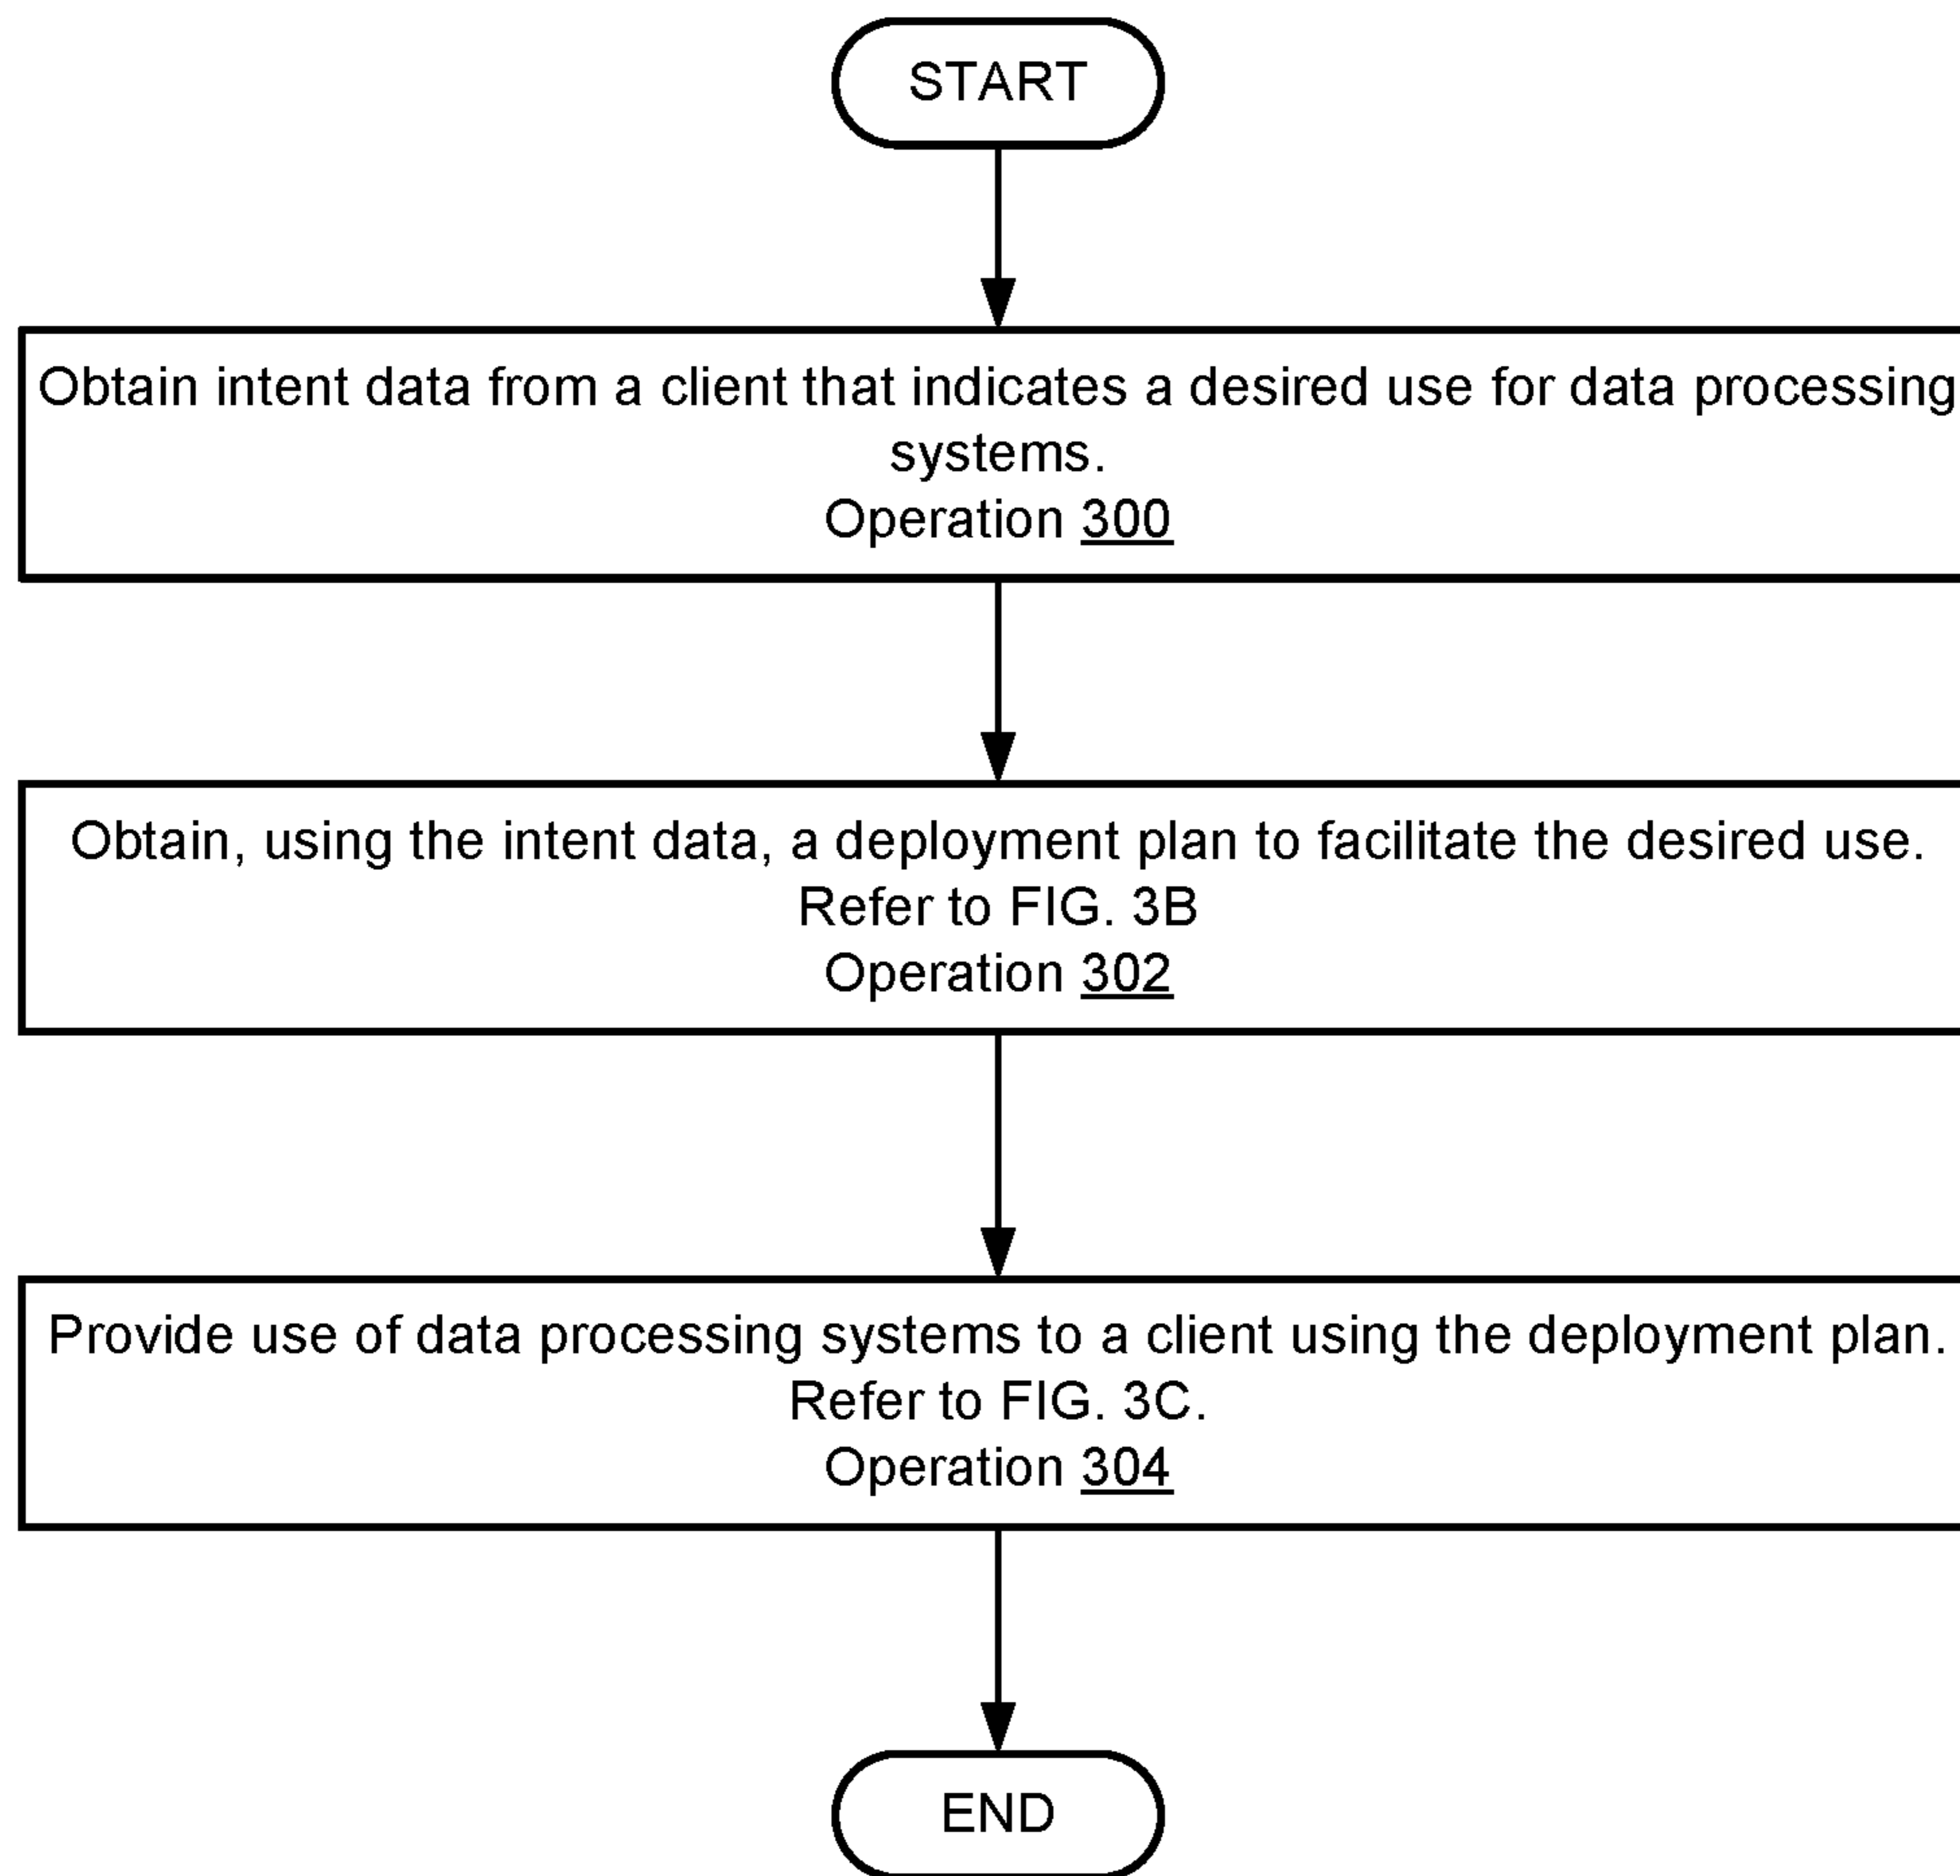 START
Obtain intent data from a client that indicates a desired use for data processing
systems.
Operation 300
Obtain, using the intent data, a deployment plan to facilitate the desired use.
Refer to FIG. 3B
Operation 302
Provide use of data processing systems to a client using the deployment plan.
Refer to FIG. 3C.
Operation 304
END